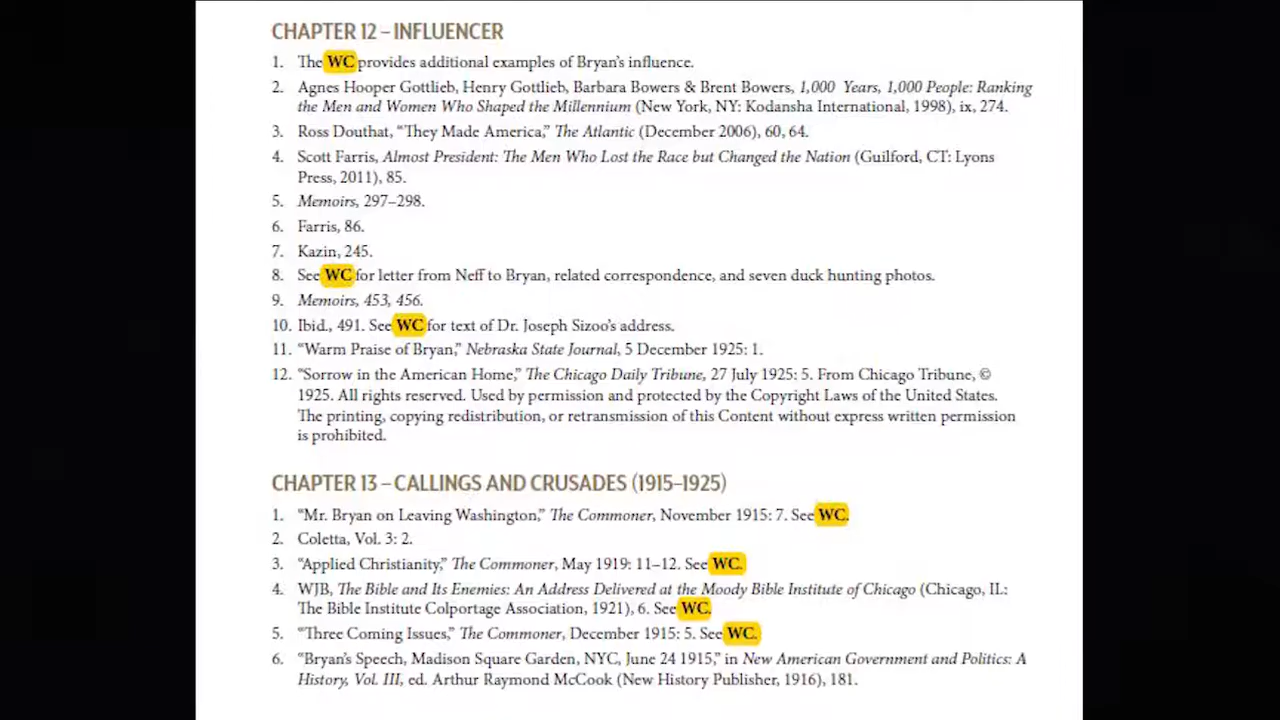 CHAPTER 12 – INFLUENCER
1. The WC provides additional examples of Bryan's influence.
2. Agnes Hooper Gottlieb, Henry Gottlieb, Barbara Bowers & Brent Bowers, 1,000 Years, 1,000 People: Ranking
the Men and Women Who Shaped the Millennium (New York, NY: Kodansha International, 1998), ix, 274.
3. Ross Douthat, “They Made America,” The Atlantic (December 2006), 60, 64.
4. Scott Farris, Almost President: The Men Who Lost the Race but Changed the Nation (Guilford, CT: Lyons
Press, 2011), 85.
5. Memoirs, 297–298.
6. Farris, 86.
7. Kazin, 245.
8. See WC for letter from Neff to Bryan, related correspondence, and seven duck hunting photos.
9. Memoirs, 453, 456.
10. Ibid., 491. See WC for text of Dr. Joseph Sizoo's address.
11. “Warm Praise of Bryan,” Nebraska State Journal, 5 December 1925: 1.
12. “Sorrow in the American Home,” The Chicago Daily Tribune, 27 July 1925: 5. From Chicago Tribune, ©
1925. All rights reserved. Used by permission and protected by the Copyright Laws of the United States.
The printing, copying redistribution, or retransmission of this Content without express written permission
is prohibited.
CHAPTER 13 – CALLINGS AND CRUSADES (1915–1925)
1. “Mr. Bryan on Leaving Washington,” The Commoner, November 1915: 7. See WC.
2. Coletta, Vol. 3: 2.
3. “Applied Christianity,” The Commoner, May 1919: 11–12. See WC.
4. WJB, The Bible and Its Enemies: An Address Delivered at the Moody Bible Institute of Chicago (Chicago, IL:
The Bible Institute Colportage Association, 1921), 6. See WC.
5. “Three Coming Issues,” The Commoner, December 1915: 5. See WC.
6. “Bryan's Speech, Madison Square Garden, NYC, June 24 1915,” in New American Government and Politics: A
History, Vol. III, ed. Arthur Raymond McCook (New History Publisher, 1916), 181.